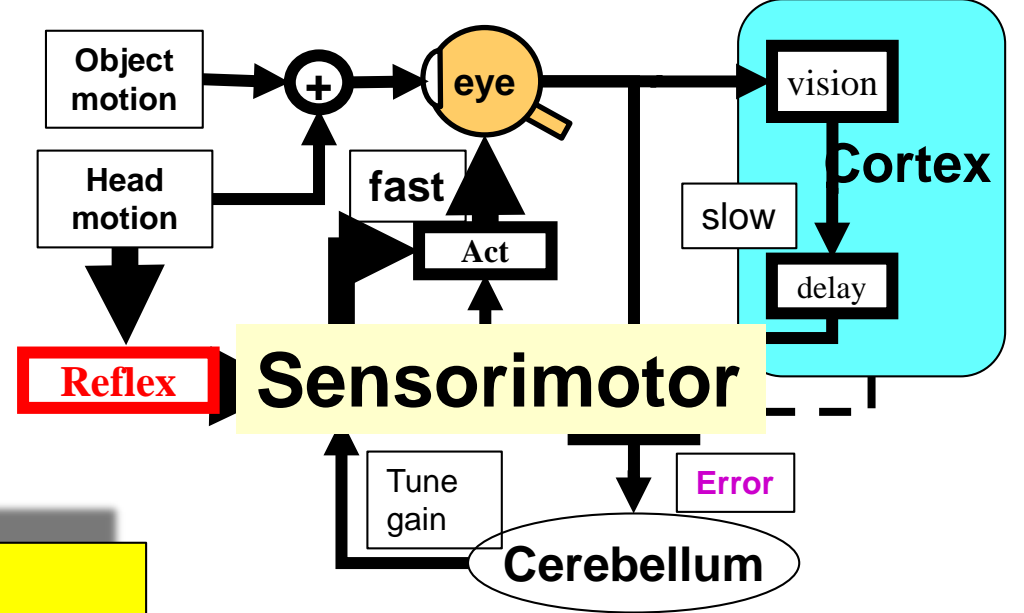 Object
motion
+
eye
vision
Cortex
Head
motion
fast
slow
Act
delay
Reflex
Sensorimotor
Tune
gain
Error
Cerebellum